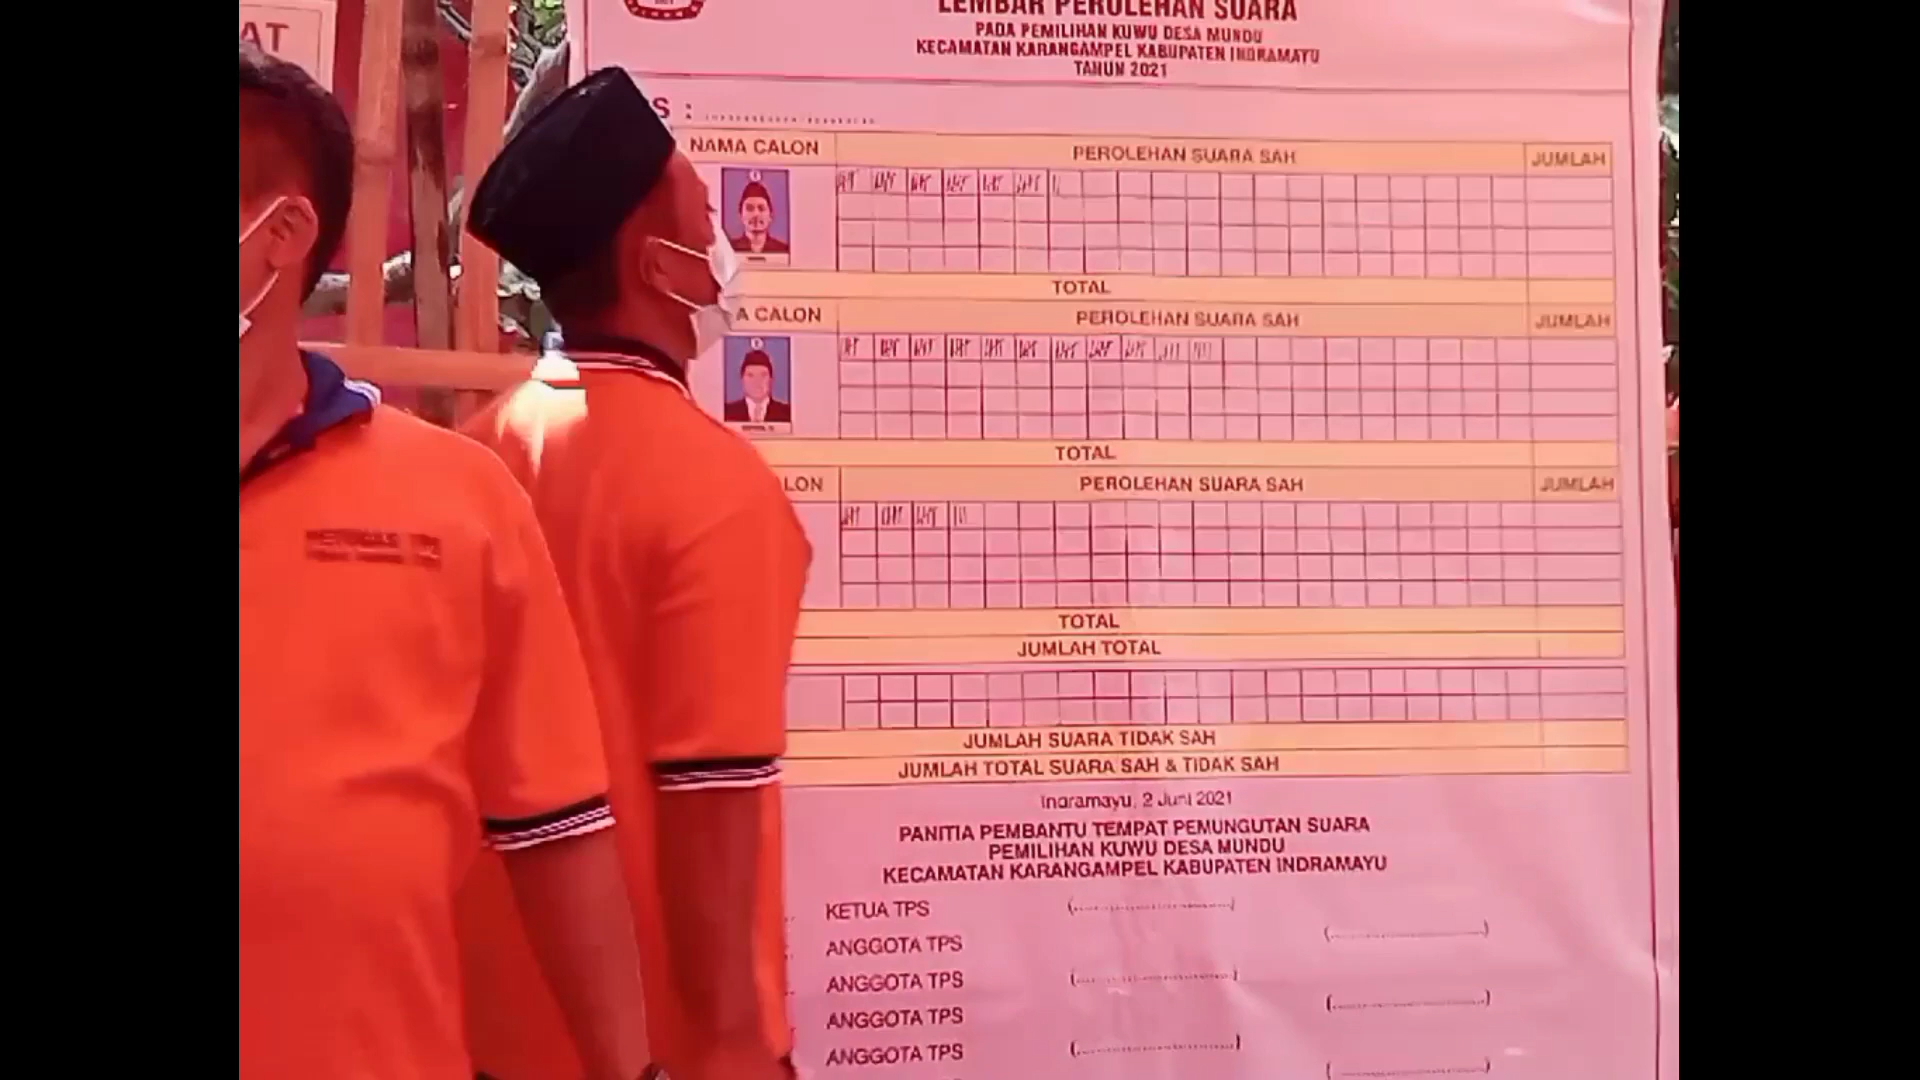 AT
LEMBAR PEROLEHAN SUARA
PADA PEMILIHAN KUWU DESA MUNDU
KECAMATAN KARANGAMPEL KABUPATEN INDRAMAYU
TAHUN 2021
S : ....................
NAMA CALON PEROLEHAN SUARA SAH JUMLAH
TOTAL
A CALON PEROLEHAN SUARA SAH JUMLAH
TOTAL
LON PEROLEHAN SUARA SAH JUMLAH
TOTAL
JUMLAH TOTAL
JUMLAH SUARA TIDAK SAH
JUMLAH TOTAL SUARA SAH & TIDAK SAH
Indramayu, 2 Juni 2021
PANITIA PEMBANTU TEMPAT PEMUNGUTAN SUARA
PEMILIHAN KUWU DESA MUNDU
KECAMATAN KARANGAMPEL KABUPATEN INDRAMAYU
KETUA TPS (....................)
ANGGOTA TPS (....................)
ANGGOTA TPS (....................)
ANGGOTA TPS (....................)
ANGGOTA TPS (....................)
(....................)